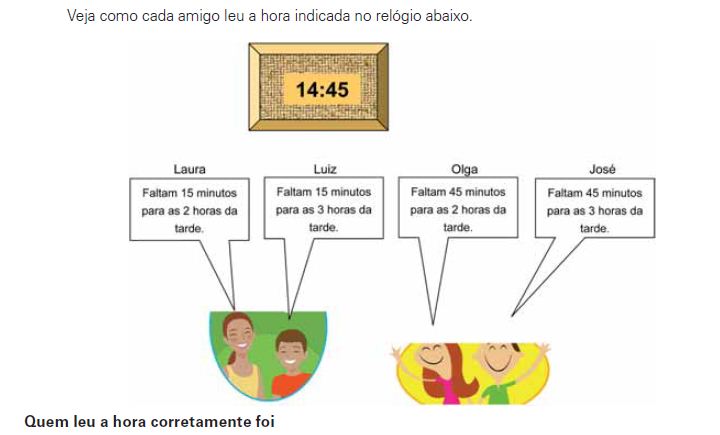 Veja como cada amigo leu a hora indicada no relógio abaixo.
14:45
Laura
Faltam 15 minutos
para as 2 horas da
tarde.
Luiz
Faltam 15 minutos
para as 3 horas da
tarde.
Olga
Faltam 45 minutos
para as 2 horas da
tarde.
José
Faltam 45 minutos
para as 3 horas da
tarde.
Quem leu a hora corretamente foi